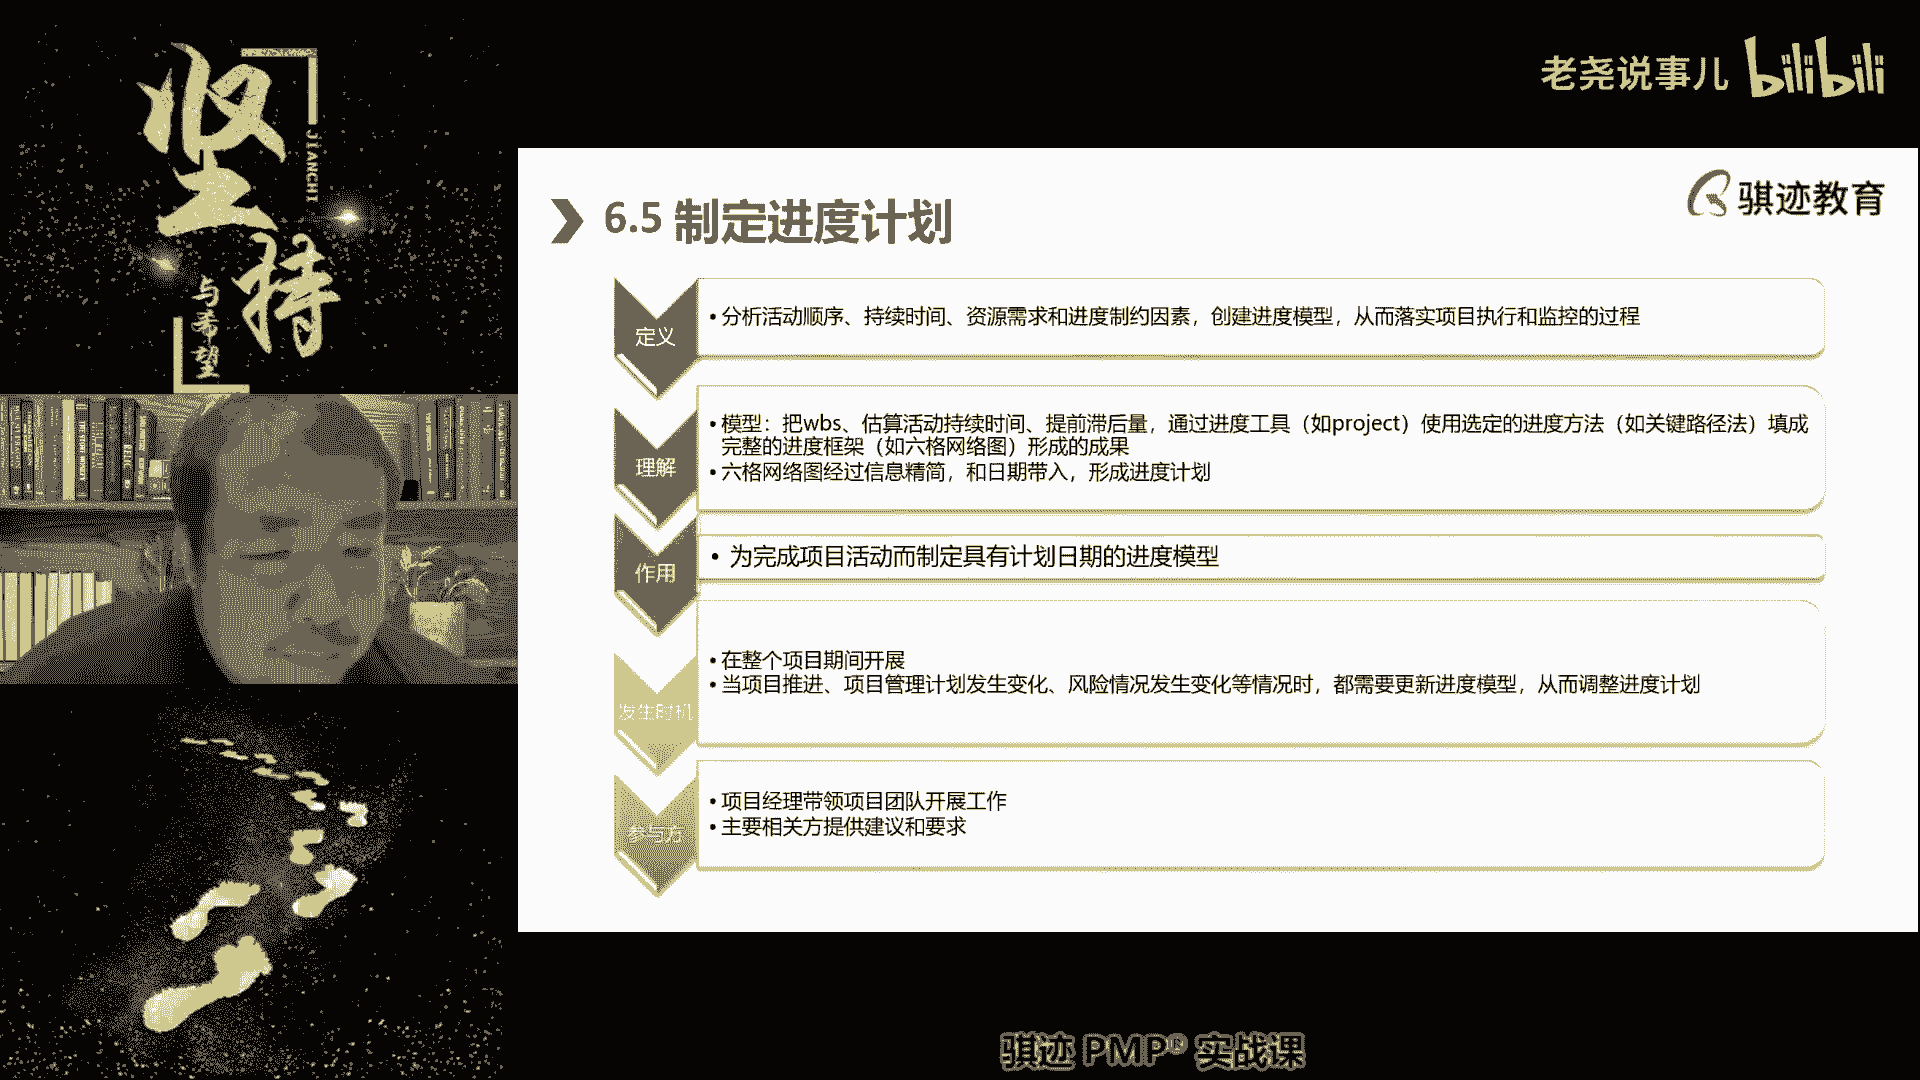 坚持
JIANCHI
与希望
老尧说事儿 bilibili
骐迹教育
6.5 制定进度计划
定义
• 分析活动顺序、持续时间、资源需求和进度制约因素，创建进度模型，从而落实项目执行和监控的过程
理解
• 模型：把wbs、估算活动持续时间、提前滞后量，通过进度工具（如project）使用选定的进度方法（如关键路径法）填成
完整的进度框架（如六格网络图）形成的成果
• 六格网络图经过信息精简，和日期带入，形成进度计划
作用
• 为完成项目活动而制定具有计划日期的进度模型
发生时机
• 在整个项目期间开展
• 当项目推进、项目管理计划发生变化、风险情况发生变化等情况时，都需要更新进度模型，从而调整进度计划
参与方
• 项目经理带领项目团队开展工作
• 主要相关方提供建议和要求
骐迹 PMP® 实战课